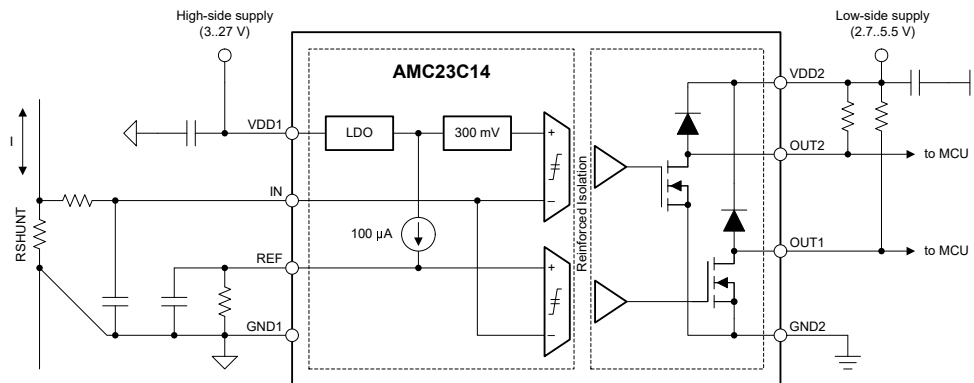 High-side supply
(3..27 V)
Low-side supply
(2.7..5.5 V)
AMC23C14
VDD1
LDO
300 mV
+
−
VDD2
OUT2
to MCU
I
IN
RSHUNT
100 μA
Reinforced Isolation
REF
+
−
OUT1
to MCU
GND1
GND2